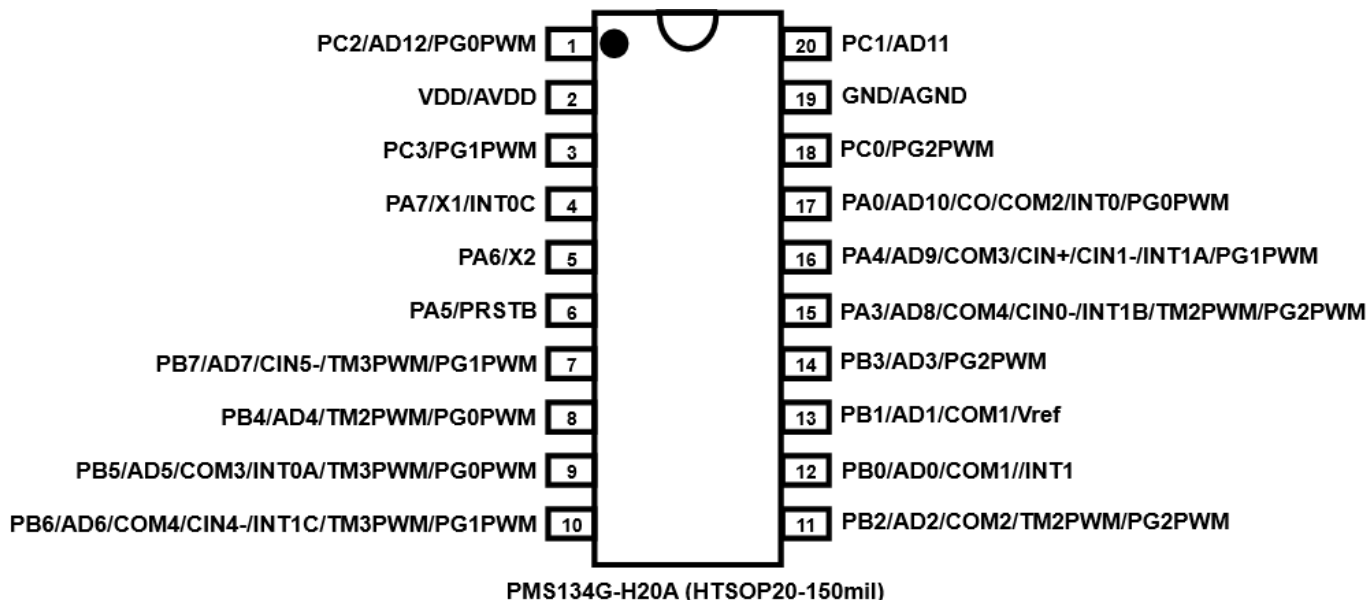 PC2/AD12/PG0PWM 1 20 PC1/AD11
VDD/AVDD 2 19 GND/AGND
PC3/PG1PWM 3 18 PC0/PG2PWM
PA7/X1/INT0C 4 17 PA0/AD10/CO/COM2/INT0/PG0PWM
PA6/X2 5 16 PA4/AD9/COM3/CIN+/CIN1-/INT1A/PG1PWM
PA5/PRSTB 6 15 PA3/AD8/COM4/CIN0-/INT1B/TM2PWM/PG2PWM
PB7/AD7/CIN5-/TM3PWM/PG1PWM 7 14 PB3/AD3/PG2PWM
PB4/AD4/TM2PWM/PG0PWM 8 13 PB1/AD1/COM1/Vref
PB5/AD5/COM3/INT0A/TM3PWM/PG0PWM 9 12 PB0/AD0/COM1//INT1
PB6/AD6/COM4/CIN4-/INT1C/TM3PWM/PG1PWM 10 11 PB2/AD2/COM2/TM2PWM/PG2PWM
PMS134G-H20A (HTSOP20-150mil)